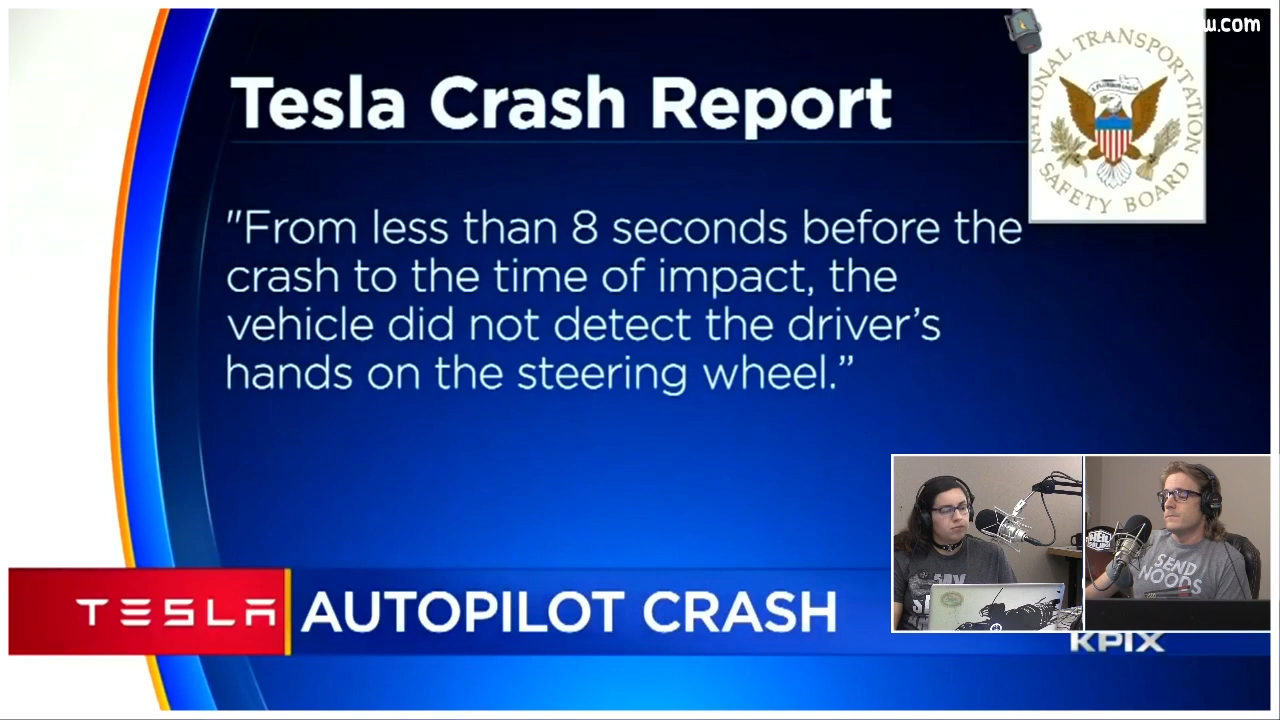 w.com
Tesla Crash Report
NATIONAL TRANSPORTATION
SAFETY BOARD
"From less than 8 seconds before the
crash to the time of impact, the
vehicle did not detect the driver’s
hands on the steering wheel.”
SEND
NOODS
TESLA
AUTOPILOT CRASH
KPIX